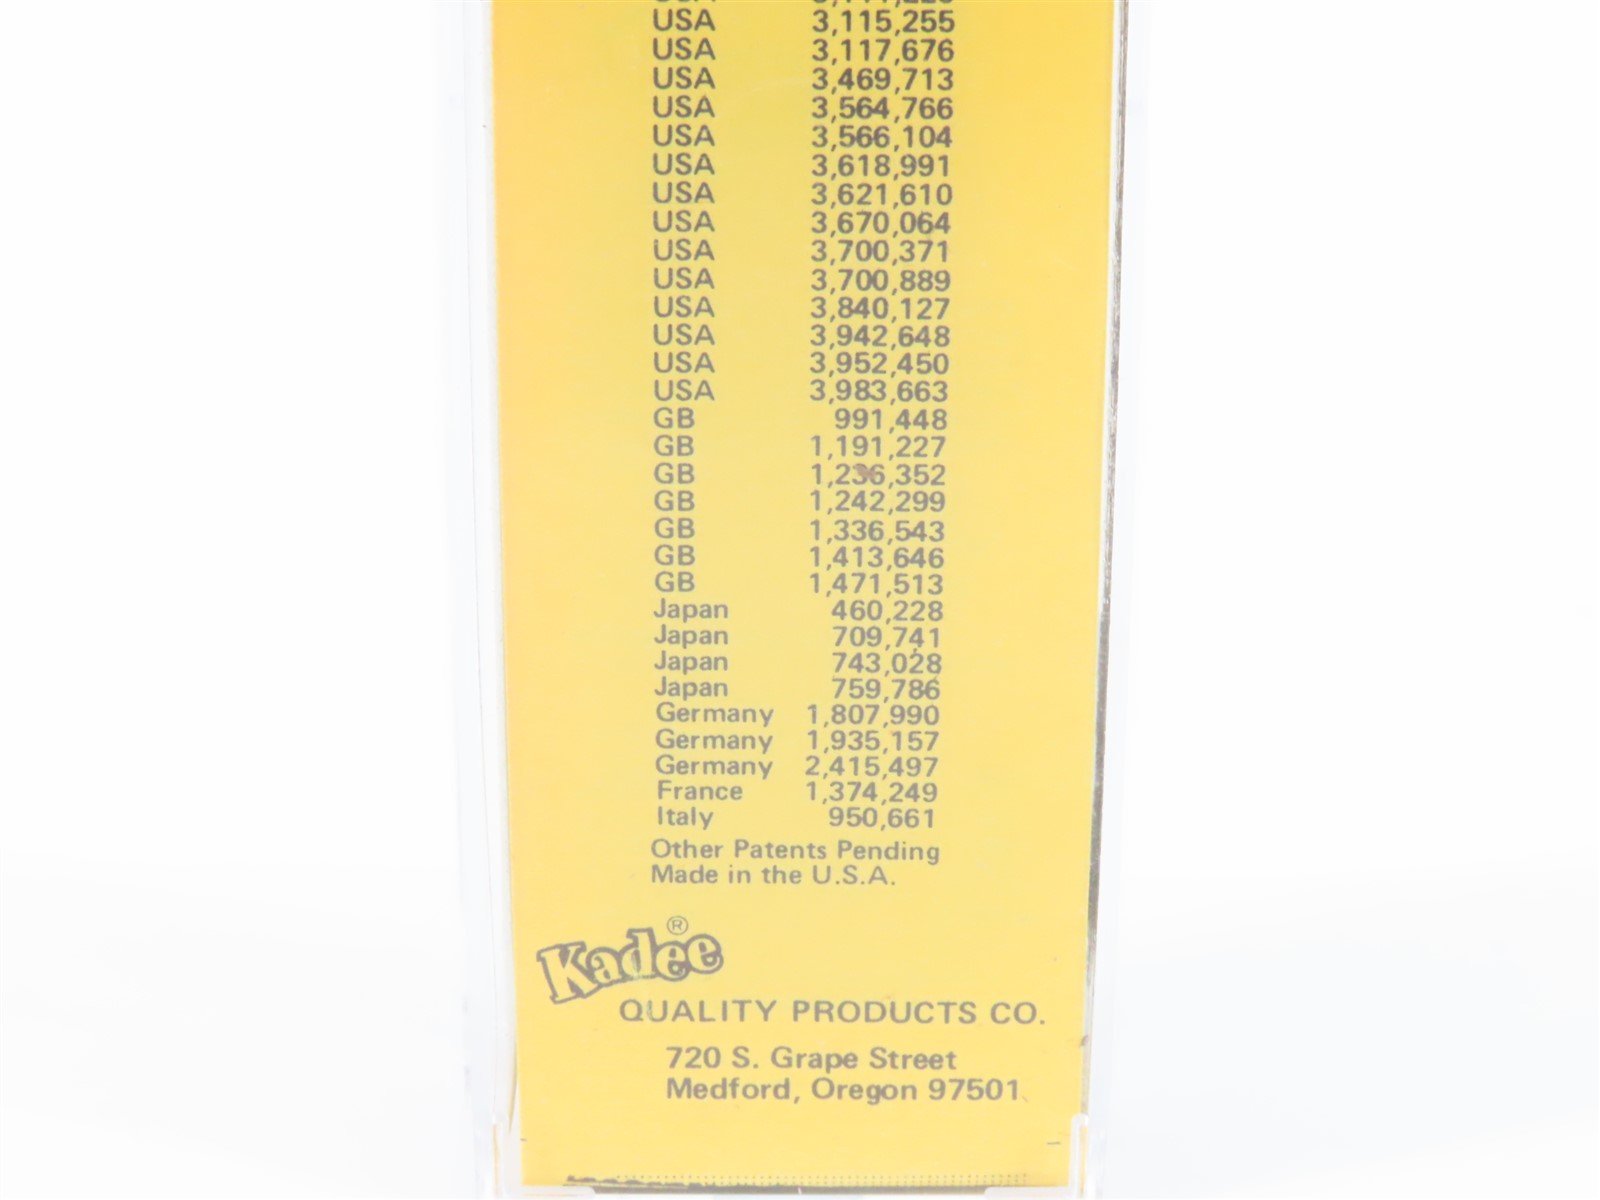 USA 3,115,255
USA 3,117,676
USA 3,469,713
USA 3,564,766
USA 3,566,104
USA 3,618,991
USA 3,621,610
USA 3,670,064
USA 3,700,371
USA 3,700,889
USA 3,840,127
USA 3,942,648
USA 3,952,450
USA 3,983,663
GB 991,448
GB 1,191,227
GB 1,236,352
GB 1,242,299
GB 1,336,543
GB 1,413,646
GB 1,471,513
Japan 460,228
Japan 709,741
Japan 743,028
Japan 759,786
Germany 1,807,990
Germany 1,935,157
Germany 2,415,497
France 1,374,249
Italy 950,661
Other Patents Pending
Made in the U.S.A.
Kadee®
QUALITY PRODUCTS CO.
720 S. Grape Street
Medford, Oregon 97501